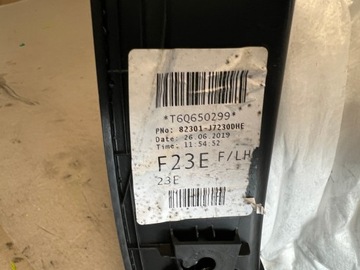 *T6Q650299*
PNo: 82301-J7230DHE
Date: 26.06.2019
Time. 11:54:52
F23E F/LH
23E